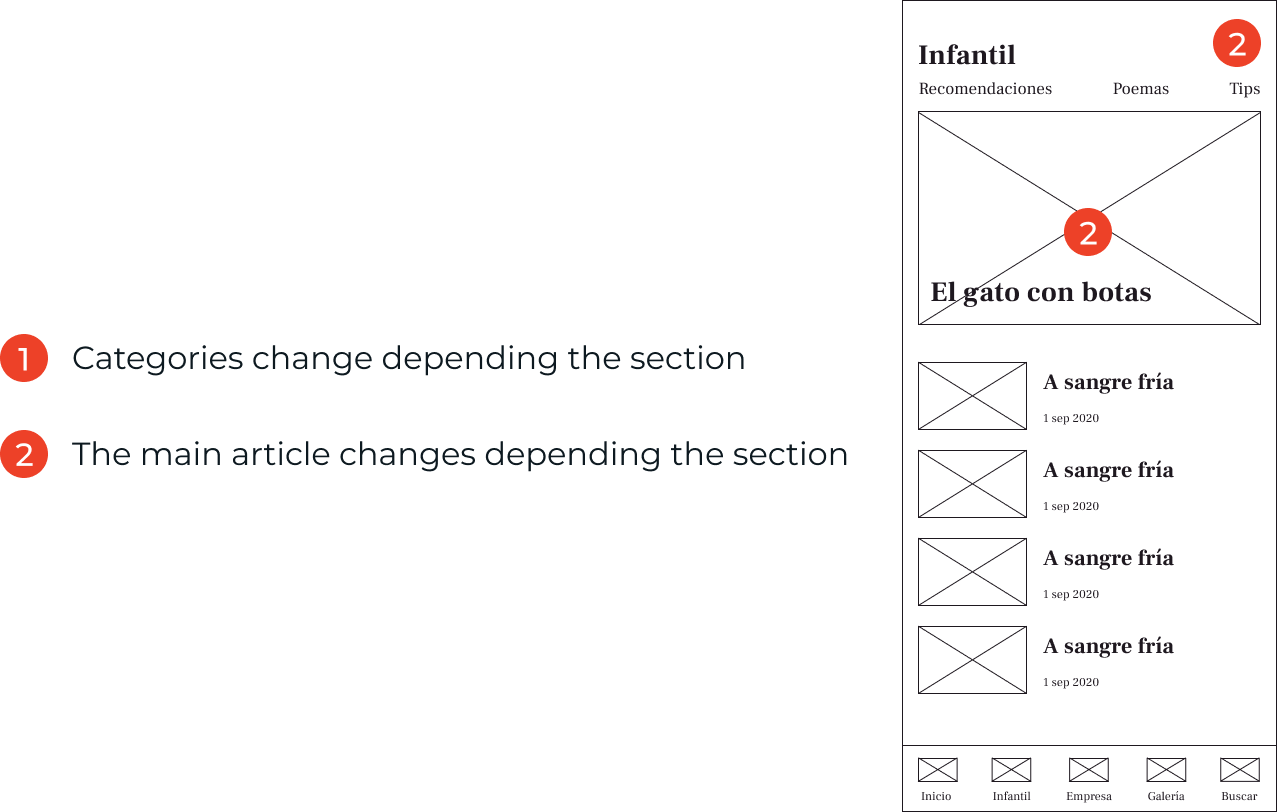 1 Categories change depending the section
2 The main article changes depending the section
2
Infantil
Recomendaciones Poemas Tips
2
El gato con botas
A sangre fría
1 sep 2020
A sangre fría
1 sep 2020
A sangre fría
1 sep 2020
A sangre fría
1 sep 2020
Inicio Infantil Empresa Galería Buscar